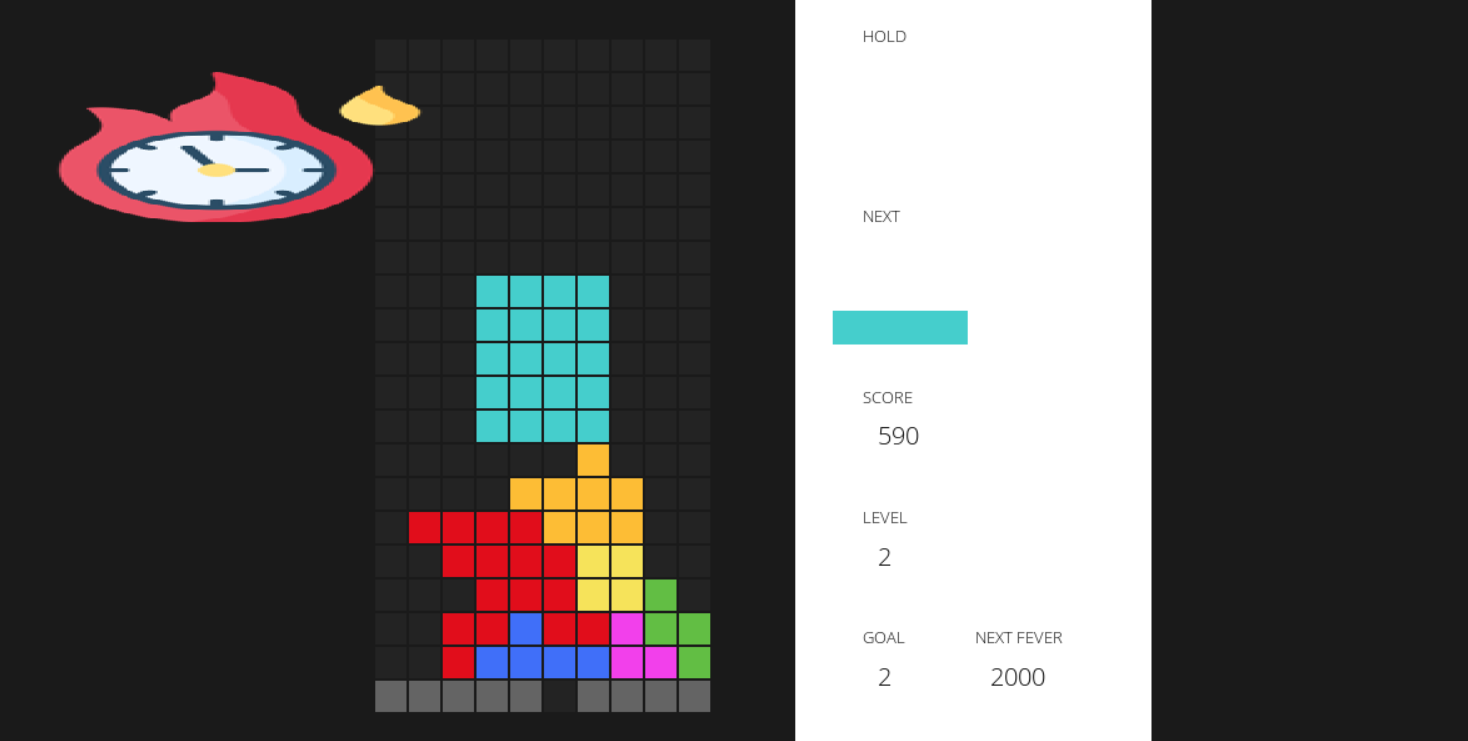 HOLD
NEXT
SCORE
590
LEVEL
2
GOAL NEXT FEVER
2 2000